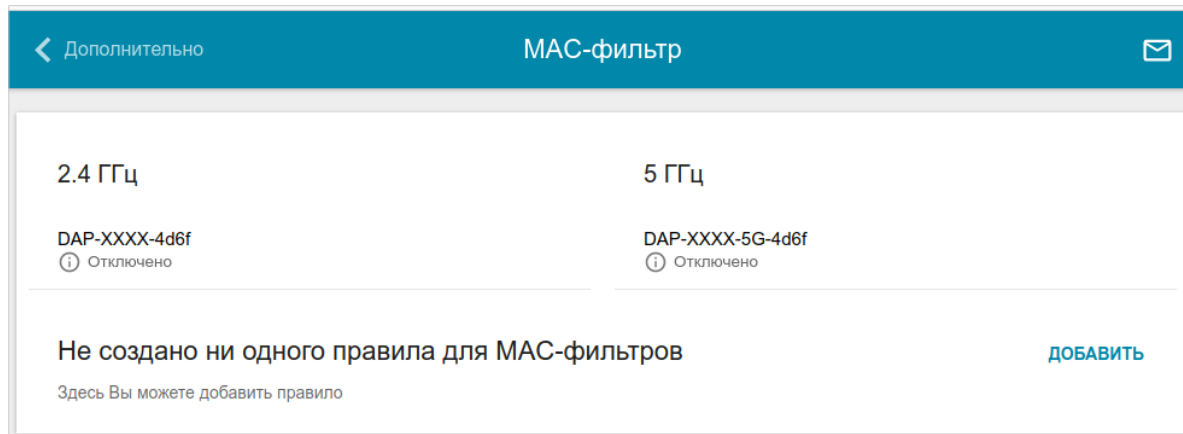 Дополнительно
MAC-фильтр
2.4 ГГц
5 ГГц
DAP-XXXX-4d6f
DAP-XXXX-5G-4d6f
Отключено
Отключено
Не создано ни одного правила для MAC-фильтров
ДОБАВИТЬ
Здесь Вы можете добавить правило